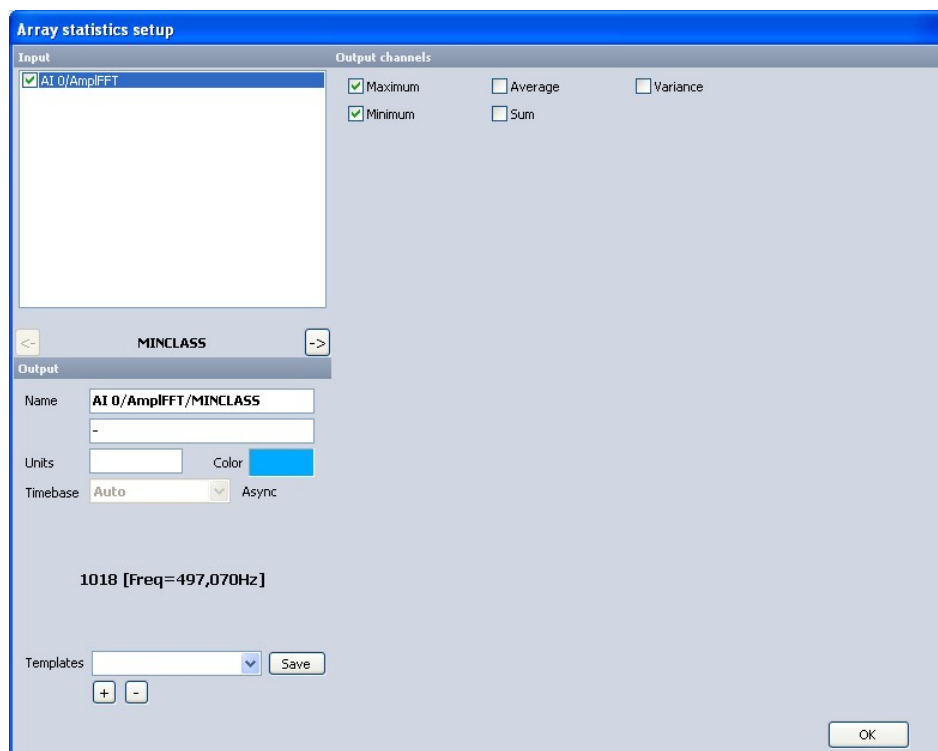 Array statistics setup
Input
Output channels
AI 0/AmplFFT
Maximum
Average
Variance
Minimum
Sum
<-
MINCLASS
->
Output
Name
AI 0/AmplFFT/MINCLASS
-
Units
Color
Timebase
Auto
Async
1018 [Freq=497,070Hz]
Templates
Save
+
-
OK